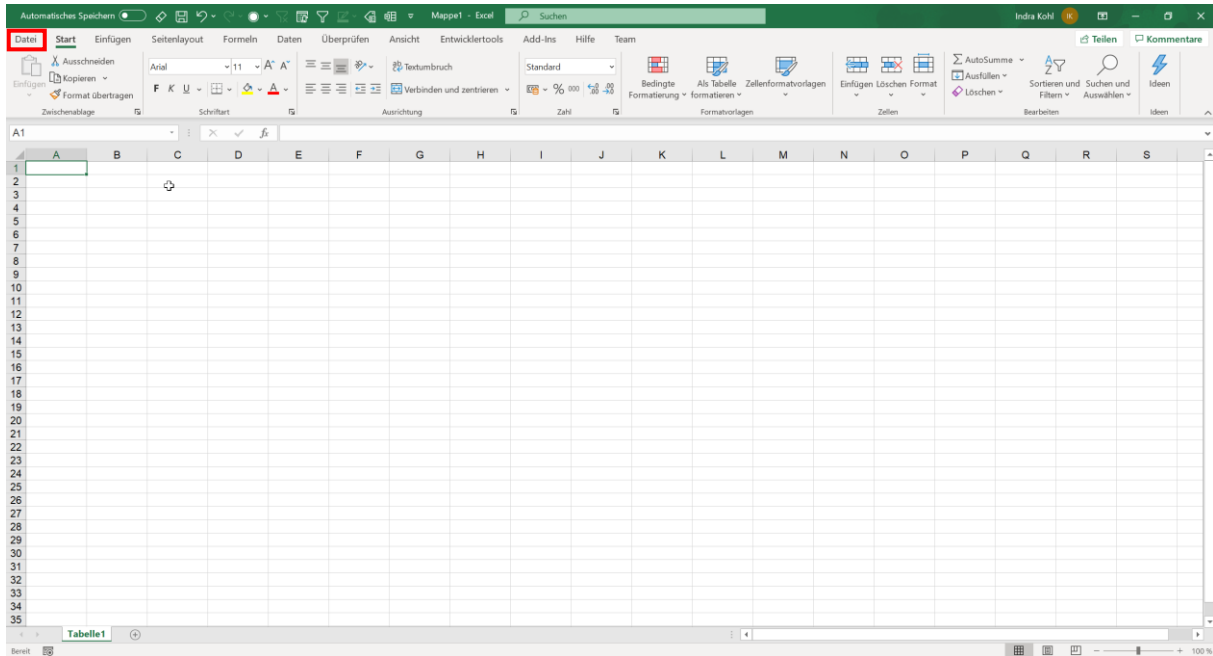 Automatisches Speichern Mappe1 - Excel Suchen Indra Kohl IK
Datei Start Einfügen Seitenlayout Formeln Daten Überprüfen Ansicht Entwicklertools Add-Ins Hilfe Team Teilen Kommentare
Einfügen
Ausschneiden
Kopieren
Format übertragen
Zwischenablage
Arial 11 A A
F K U A
Schriftart
Textumbruch
Verbinden und zentrieren
Ausrichtung
Standard
% 000
Zahl
Bedingte Formatierung
Als Tabelle formatieren
Zellenformatvorlagen
Formatvorlagen
Einfügen Löschen Format
Zellen
AutoSumme
Ausfüllen
Löschen
Sortieren und Filtern
Suchen und Auswählen
Bearbeiten
Ideen
Ideen
A1 fx
A B C D E F G H I J K L M N O P Q R S
1
2
3
4
5
6
7
8
9
10
11
12
13
14
15
16
17
18
19
20
21
22
23
24
25
26
27
28
29
30
31
32
33
34
35
Tabelle1
Bereit 100 %